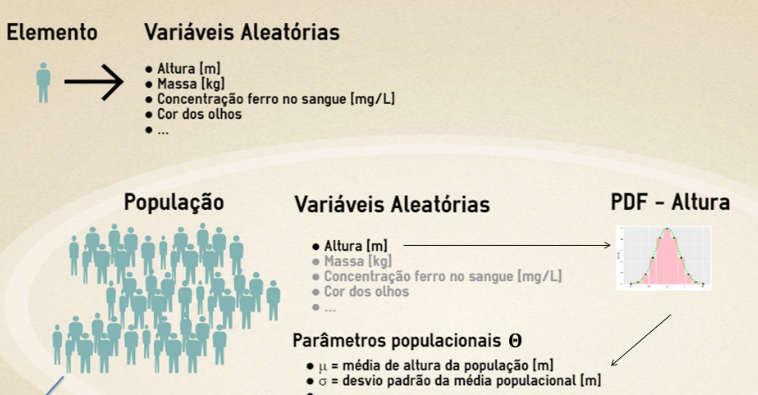 Elemento
Variáveis Aleatórias
● Altura [m]
● Massa [kg]
● Concentração ferro no sangue [mg/L]
● Cor dos olhos
● ...
População
Variáveis Aleatórias
PDF - Altura
● Altura [m]
● Massa [kg]
● Concentração ferro no sangue [mg/L]
● Cor dos olhos
● ...
Parâmetros populacionais Θ
● μ = média de altura da população [m]
● σ = desvio padrão da média populacional [m]